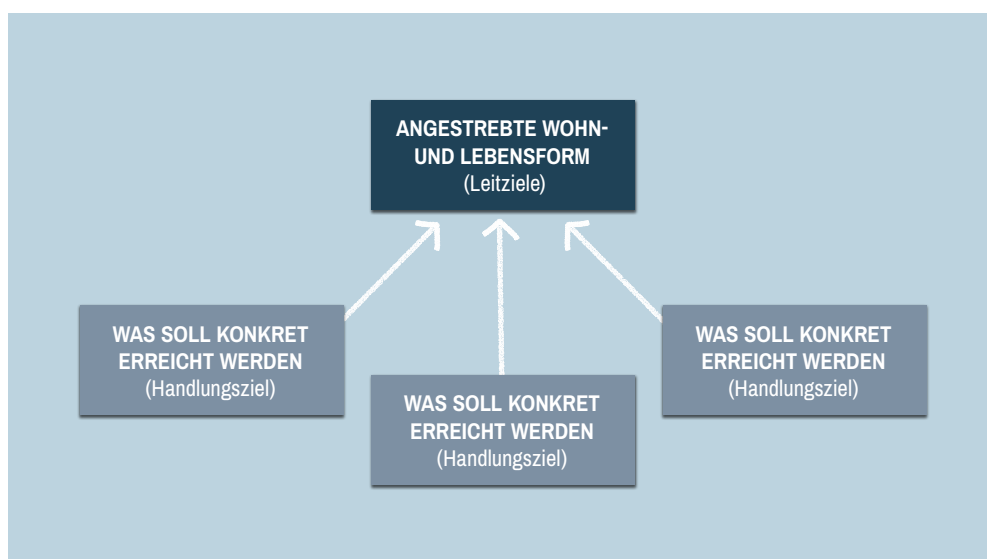 ANGESTREBTE WOHN-
UND LEBENSFORM
(Leitziele)
WAS SOLL KONKRET
ERREICHT WERDEN
(Handlungsziel)
WAS SOLL KONKRET
ERREICHT WERDEN
(Handlungsziel)
WAS SOLL KONKRET
ERREICHT WERDEN
(Handlungsziel)